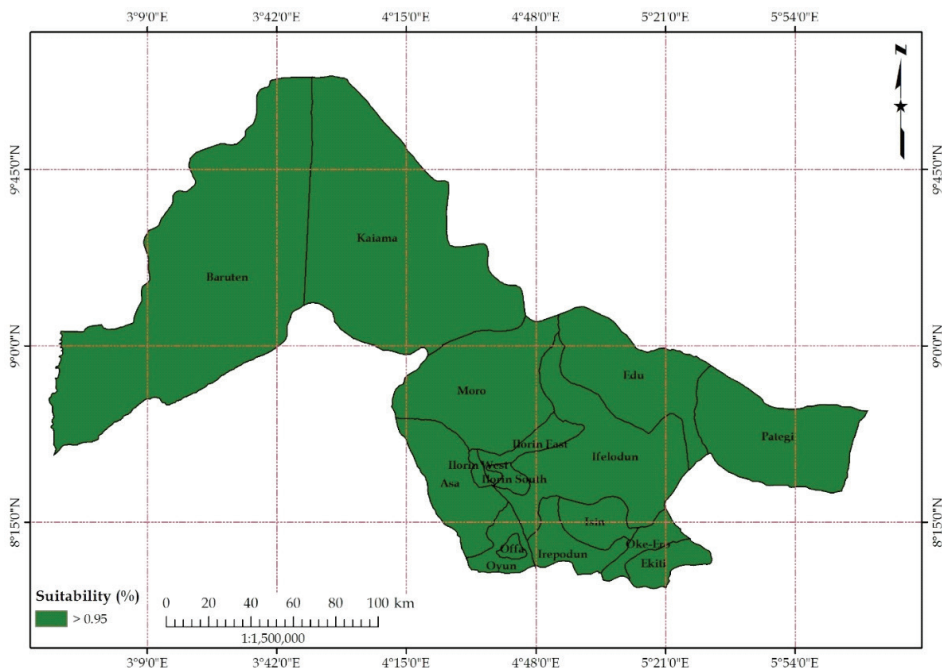 3°9'0"E 3°42'0"E 4°15'0"E 4°48'0"E 5°21'0"E 5°54'0"E
N
9°45'0"N 9°45'0"N
Kaiama
Baruten
9°0'0"N 9°0'0"N
Edu
Moro
Pategi
Ilorin East
Ifelodun
Ilorin West
Ilorin South
Asa
8°15'0"N 8°15'0"N
Isin
Oke-Ero
Offa
Irepodun
Ekiti
Oyun
Suitability (%)
> 0.95
0 20 40 60 80 100 km
1:1,500,000
3°9'0"E 3°42'0"E 4°15'0"E 4°48'0"E 5°21'0"E 5°54'0"E